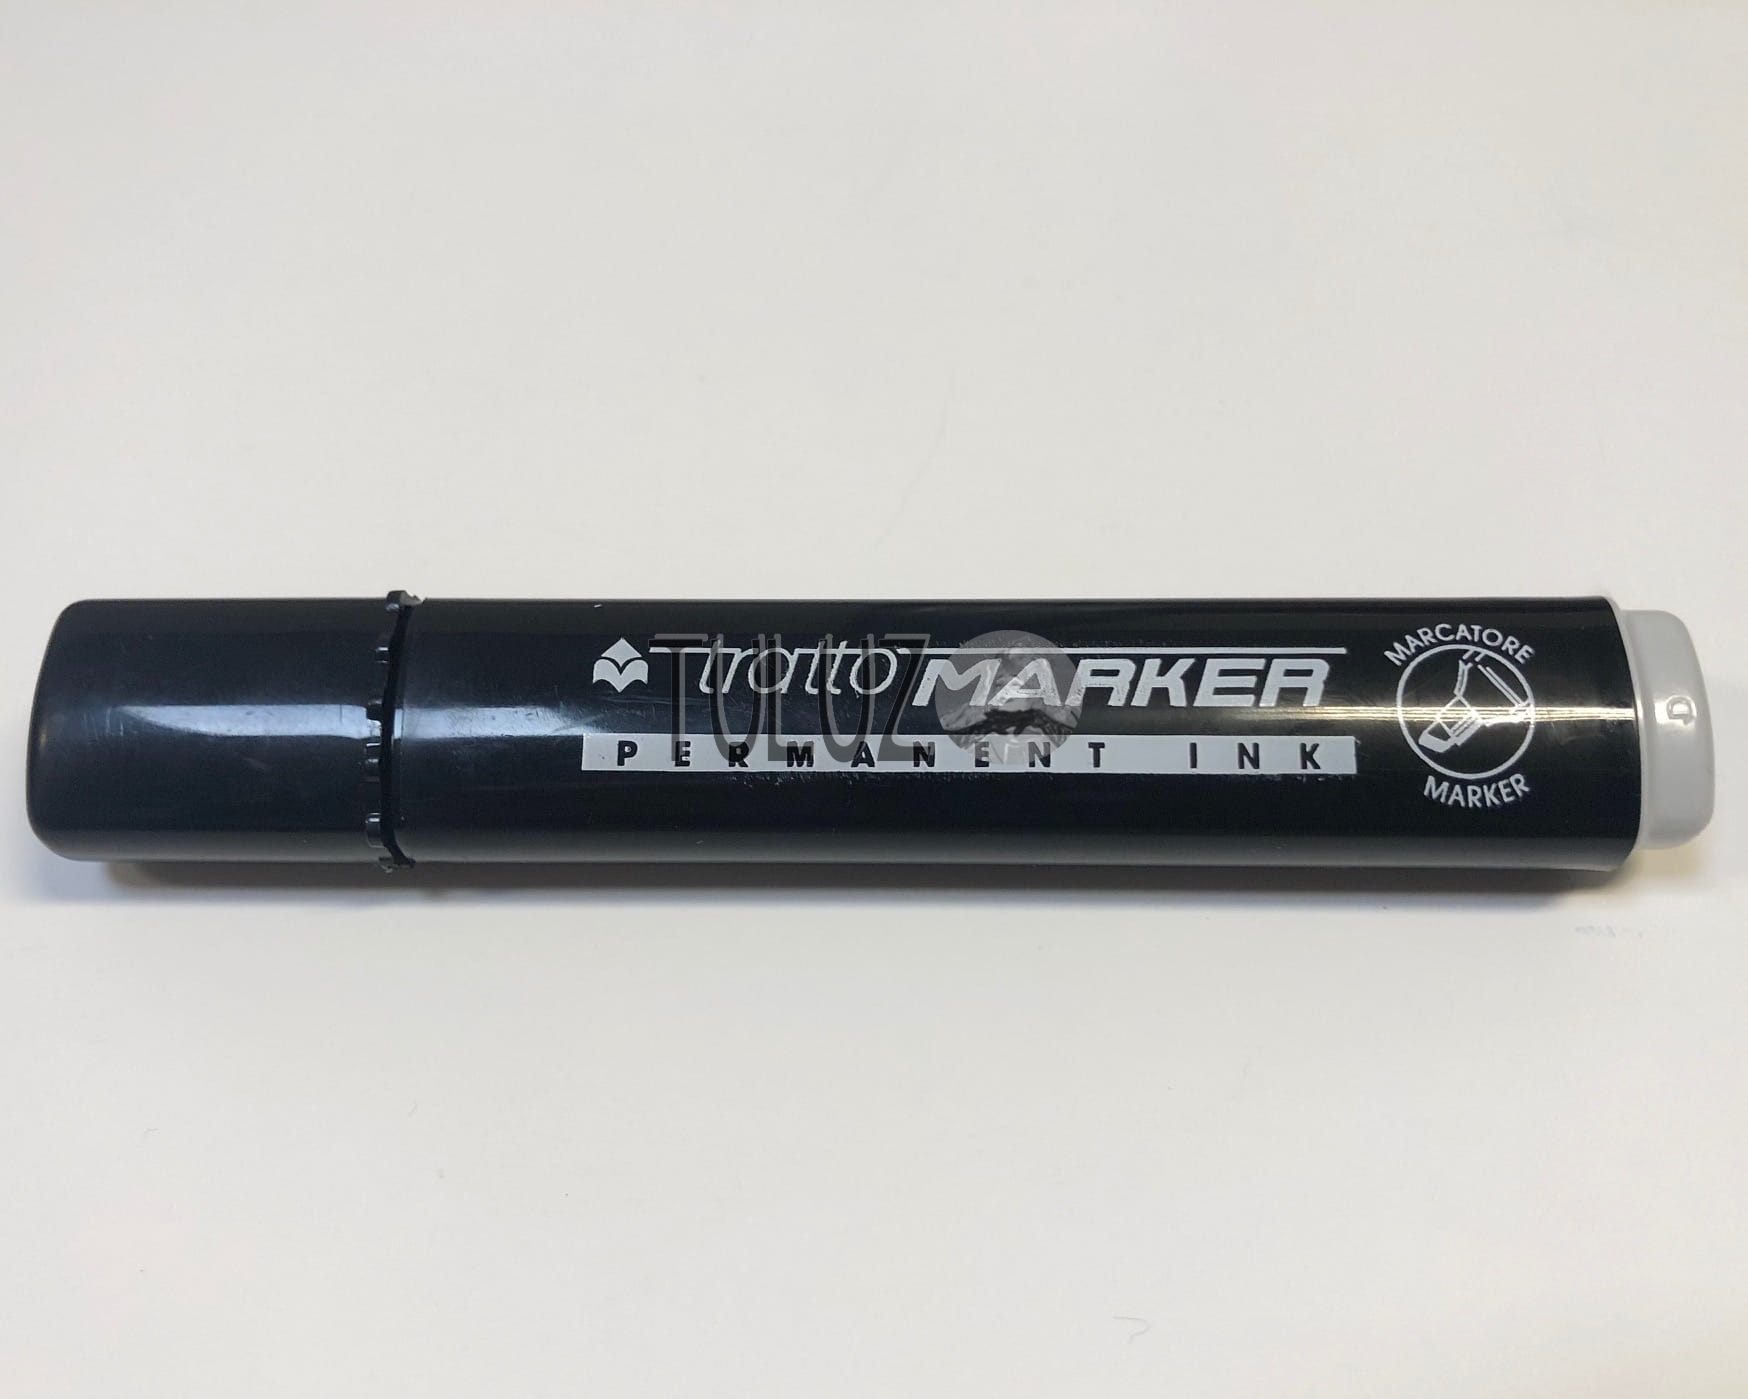 tratto MARKER
PERMANENT INK
MARCATORE
MARKER
D
TULUZ